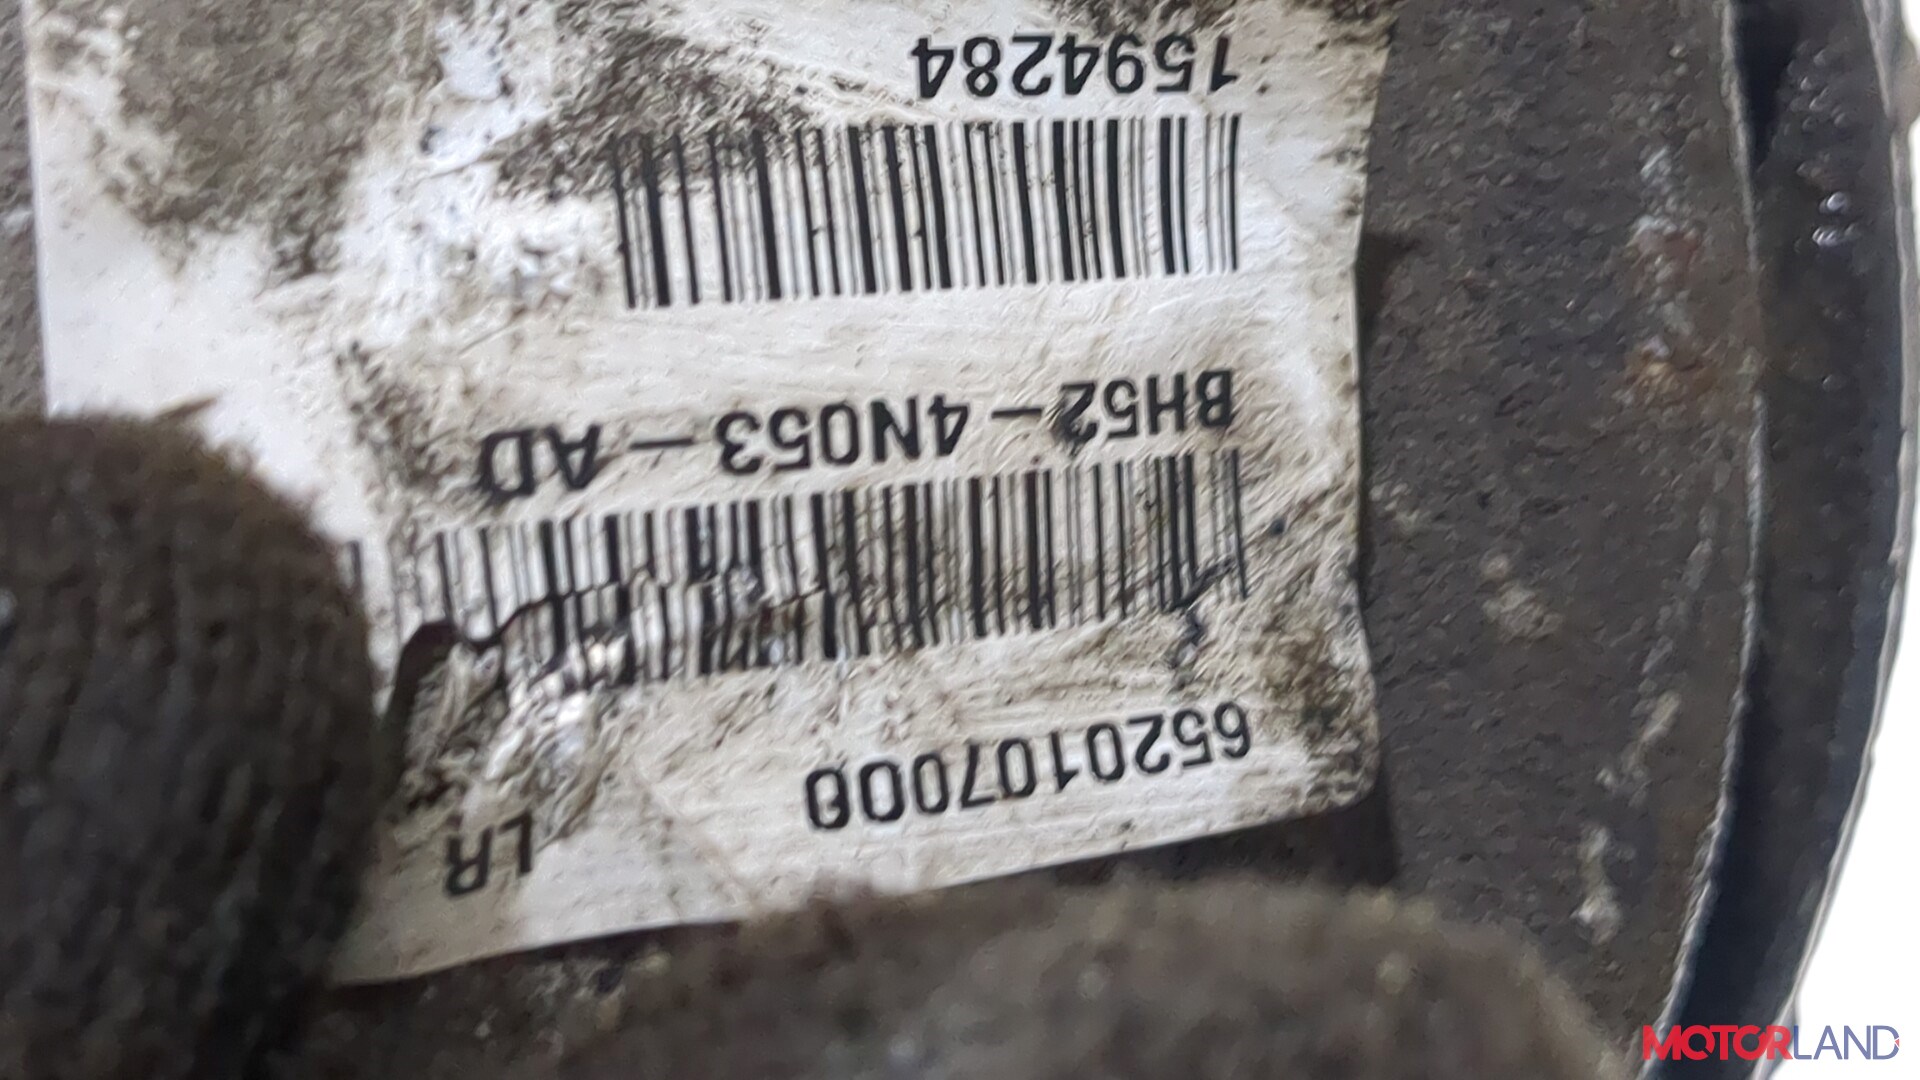 6520107000 LR
BH52-4N053-AD
1594284
MOTORLAND